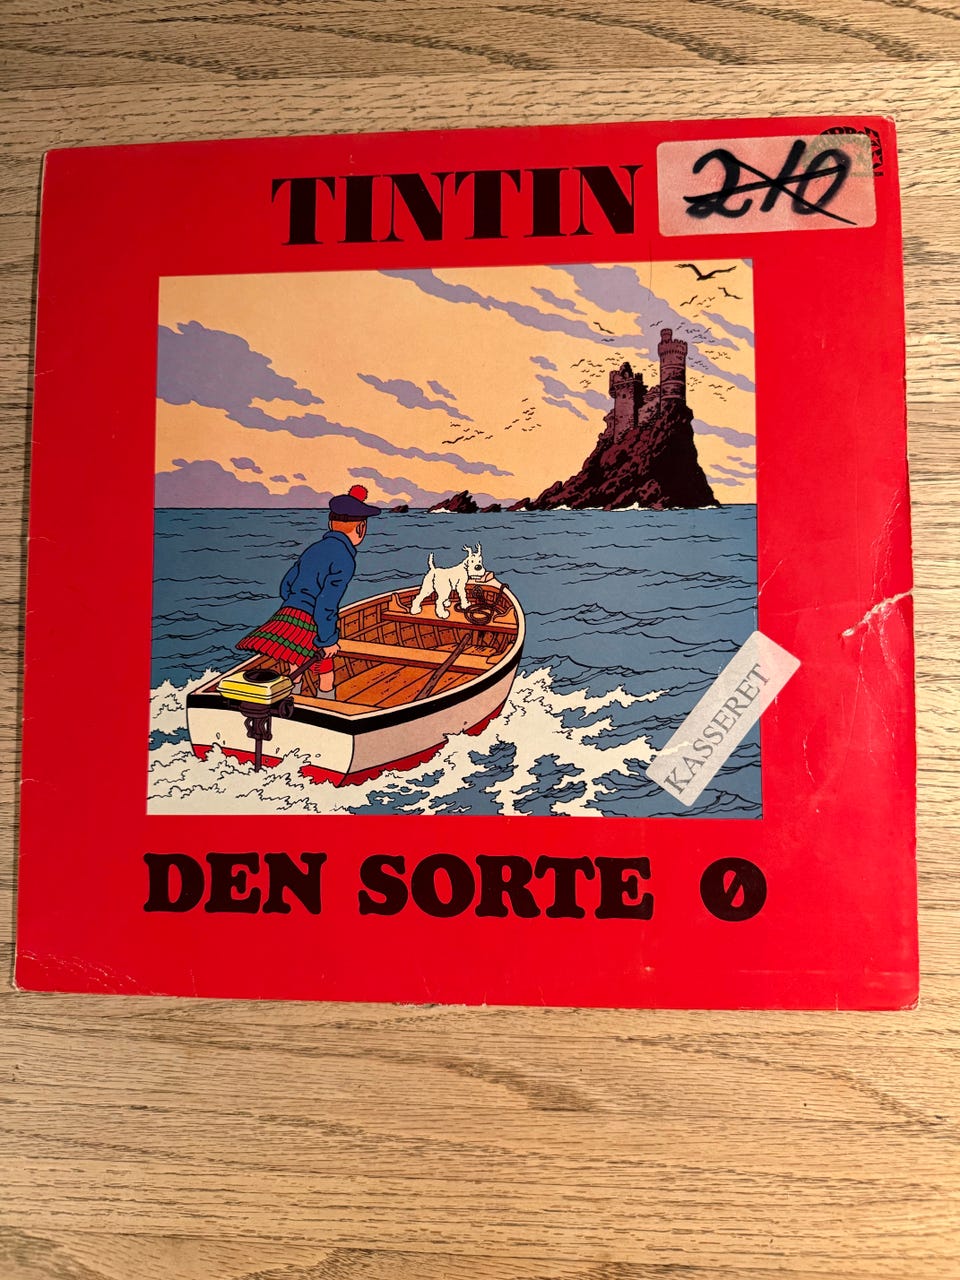 TINTIN
210
KASSERET
DEN SORTE Ø